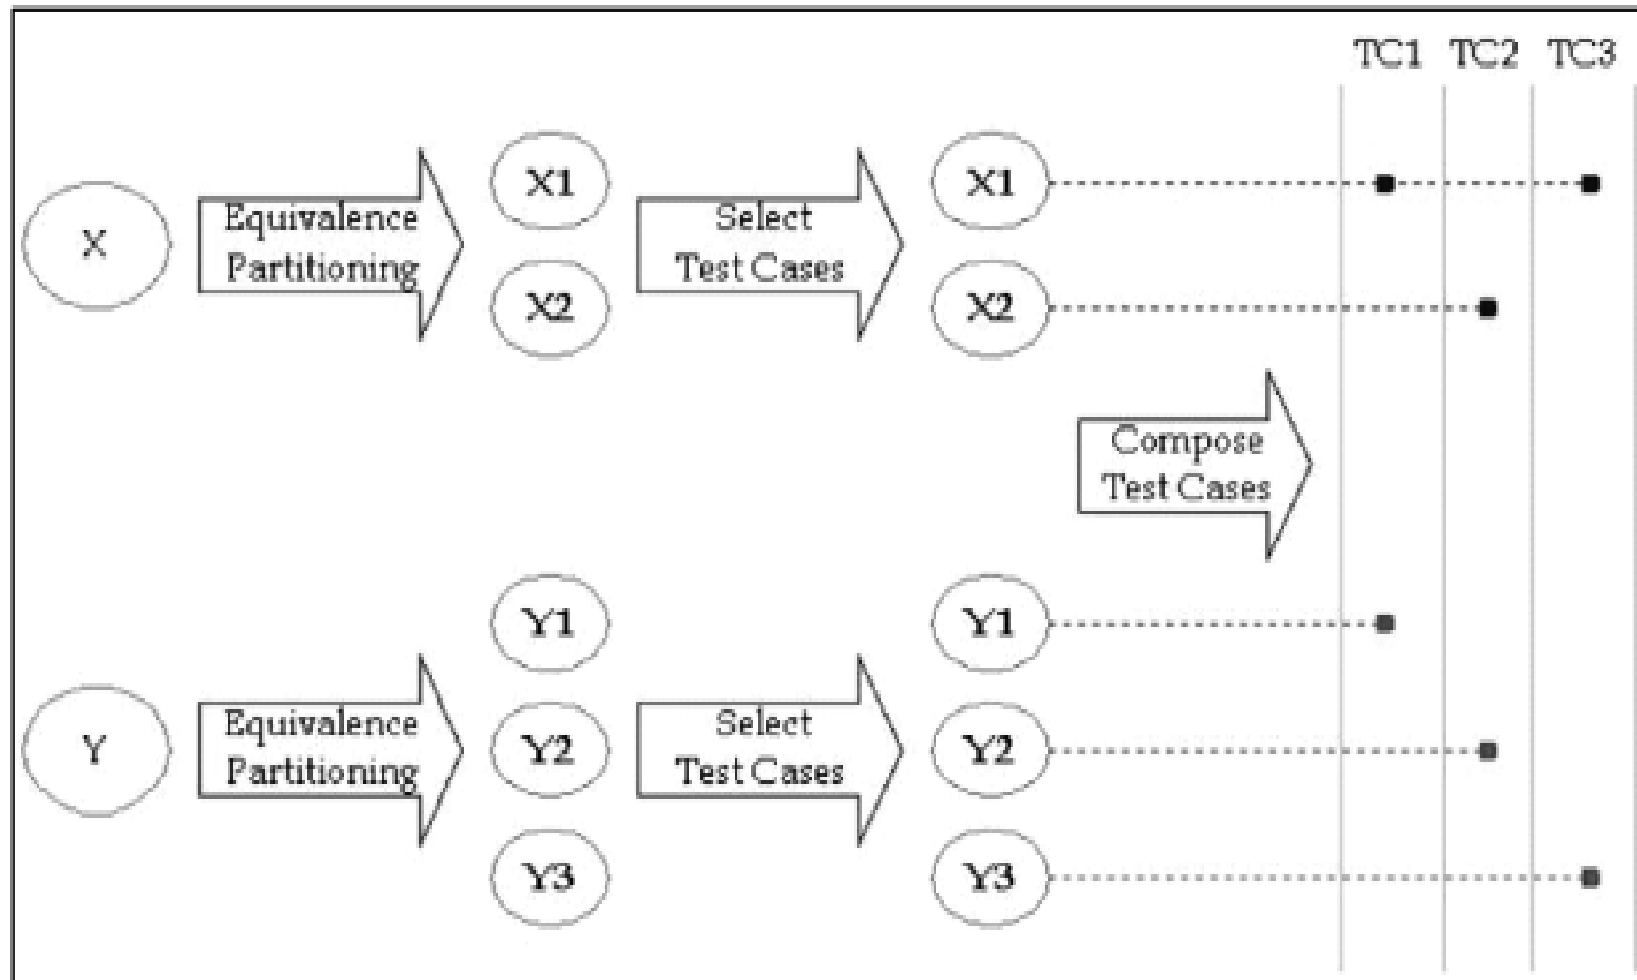 TC1 TC2 TC3
X
Equivalence
Partitioning
X1
X2
Select
Test Cases
X1
X2
Compose
Test Cases
Y
Equivalence
Partitioning
Y1
Y2
Y3
Select
Test Cases
Y1
Y2
Y3